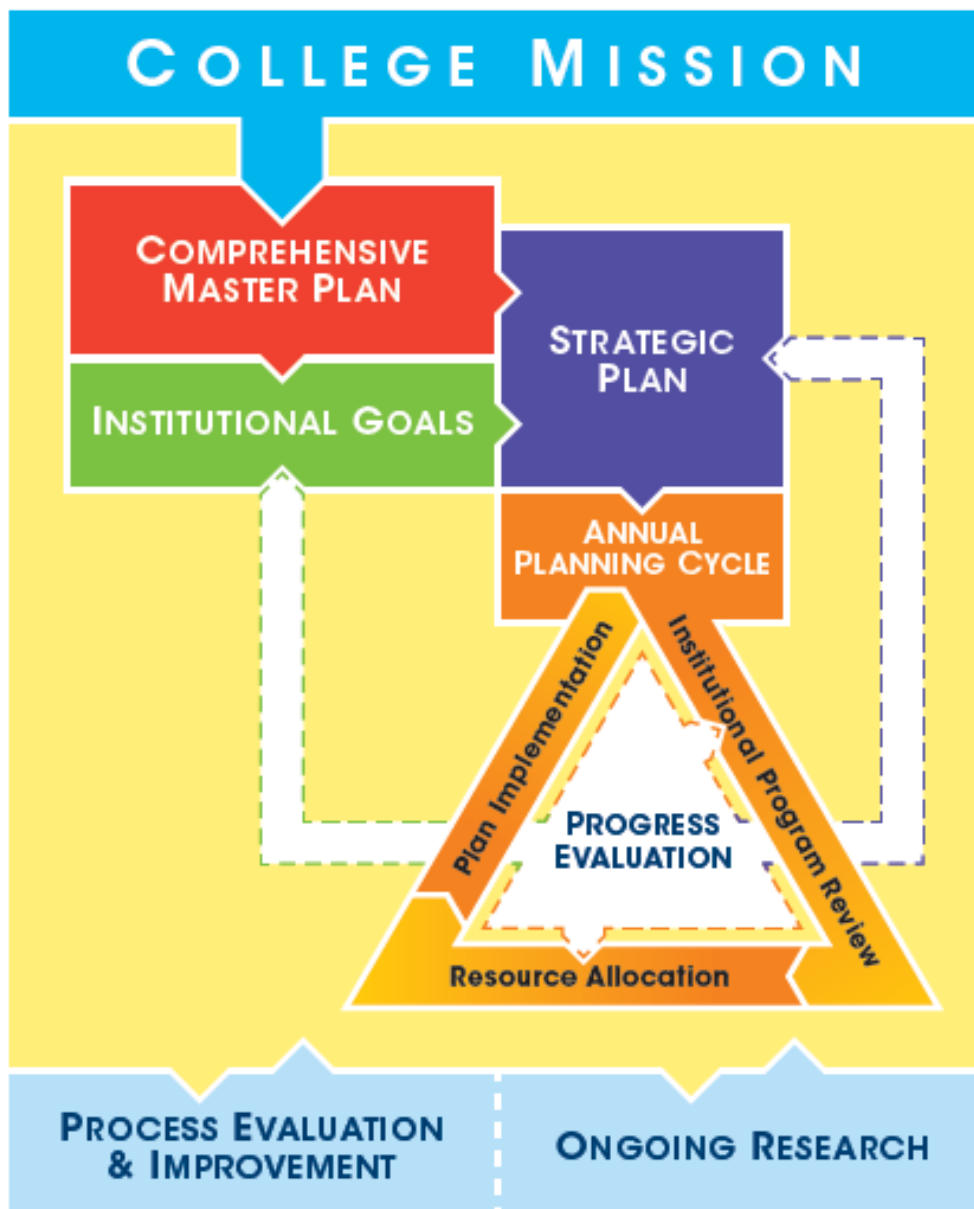 COLLEGE MISSION
COMPREHENSIVE
MASTER PLAN
INSTITUTIONAL GOALS
STRATEGIC
PLAN
ANNUAL
PLANNING CYCLE
Plan Implementation
Institutional Program Review
PROGRESS
EVALUATION
Resource Allocation
PROCESS EVALUATION
& IMPROVEMENT
ONGOING RESEARCH